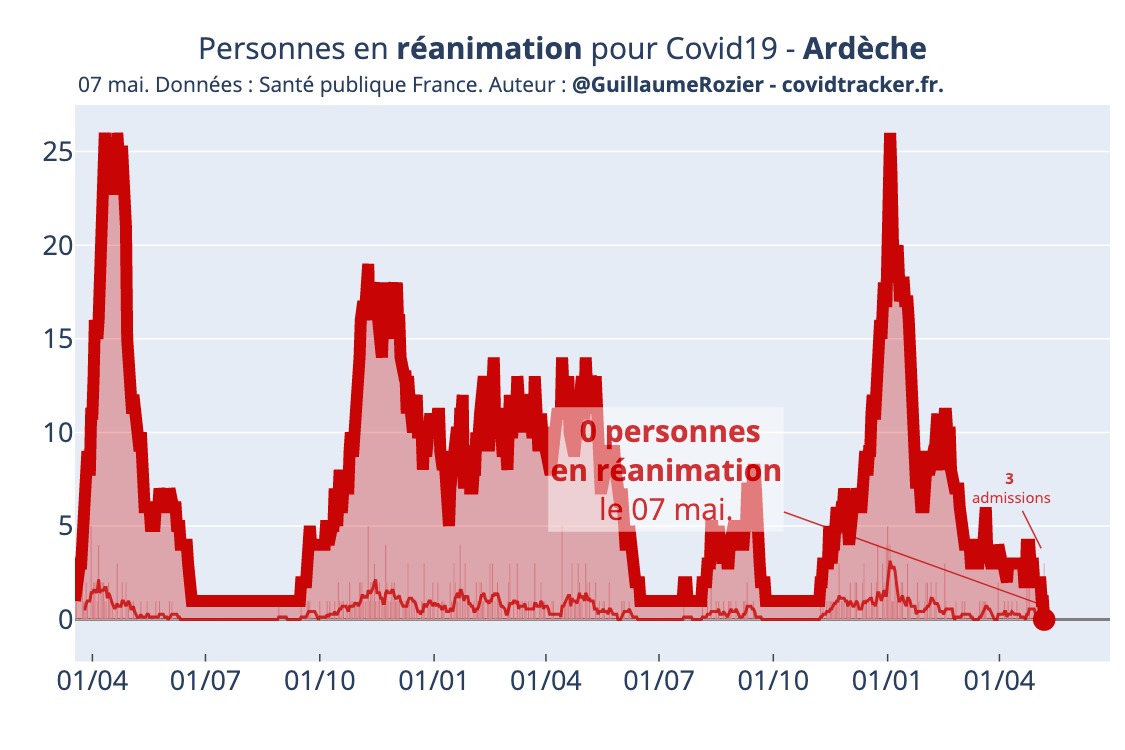 Personnes en réanimation pour Covid19 - Ardèche
07 mai. Données : Santé publique France. Auteur : @GuillaumeRozier - covidtracker.fr.
25
20
15
10
5
0
0 personnes
en réanimation
le 07 mai.
3
admissions
01/04 01/07 01/10 01/01 01/04 01/07 01/10 01/01 01/04